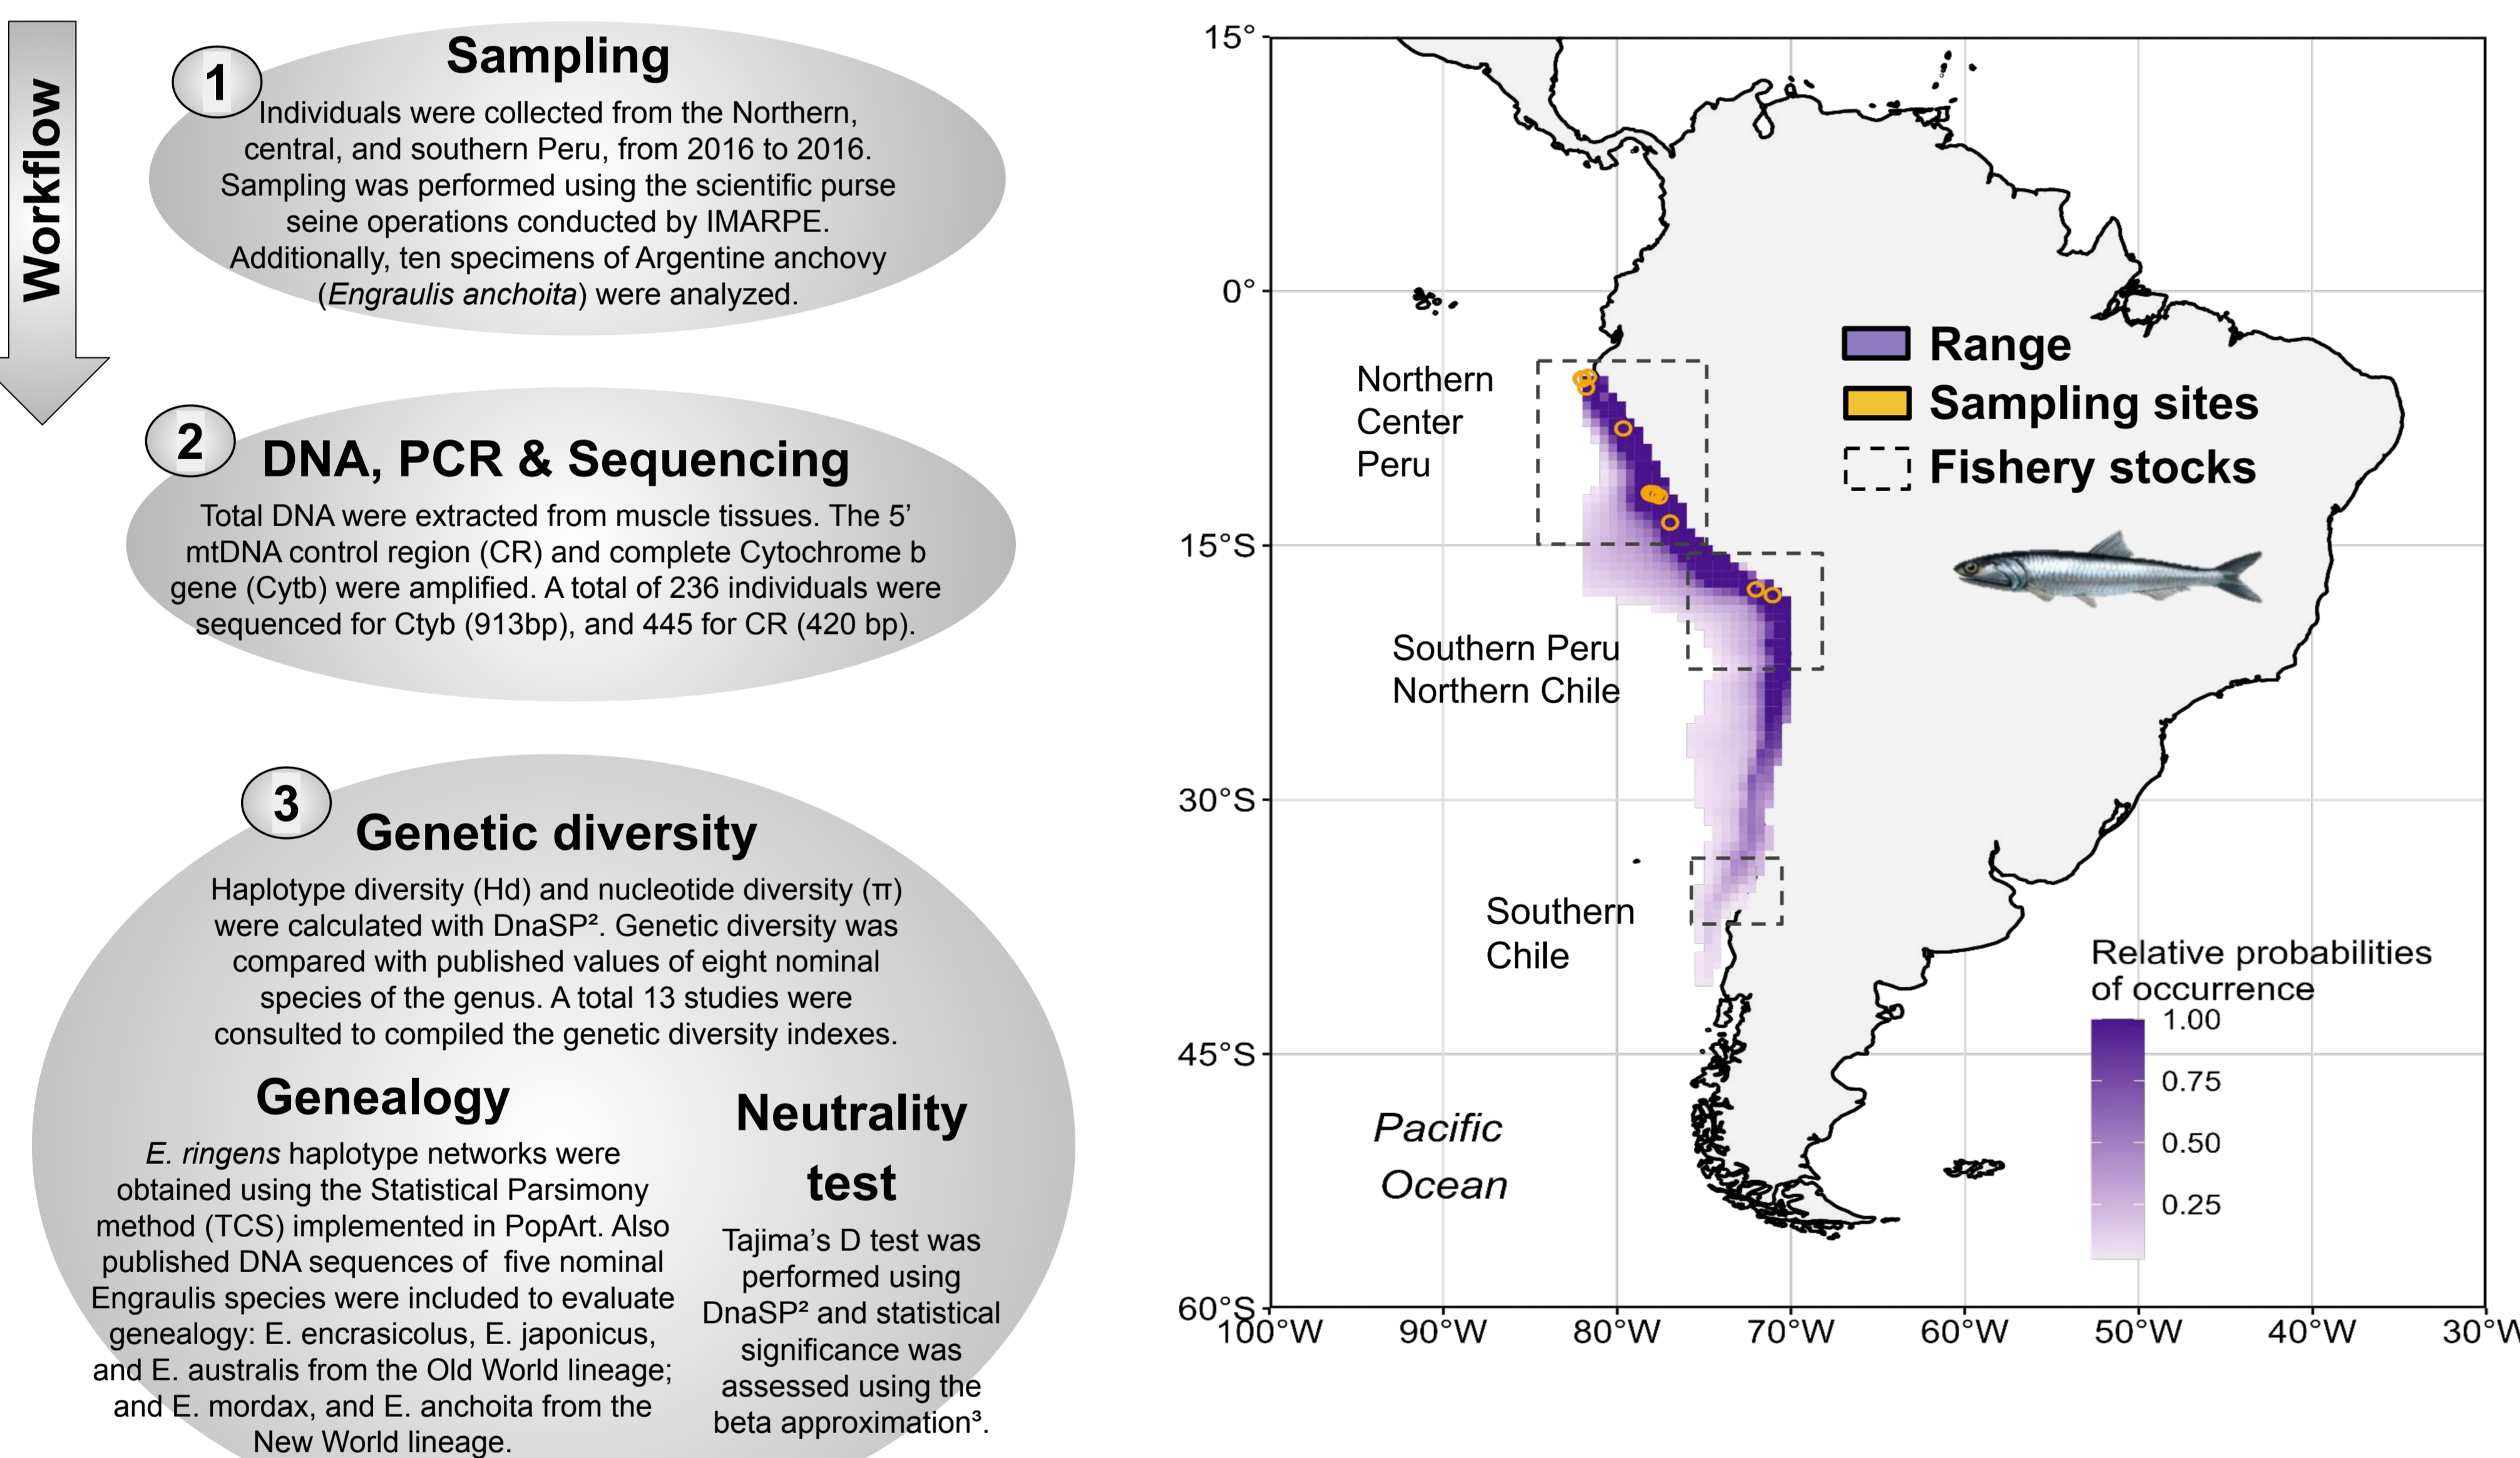 Workflow
1
Sampling
Individuals were collected from the Northern,
central, and southern Peru, from 2016 to 2016.
Sampling was performed using the scientific purse
seine operations conducted by IMARPE.
Additionally, ten specimens of Argentine anchovy
(Engraulis anchoita) were analyzed.
2
DNA, PCR & Sequencing
Total DNA were extracted from muscle tissues. The 5’
mtDNA control region (CR) and complete Cytochrome b
gene (Cytb) were amplified. A total of 236 individuals were
sequenced for Ctyb (913bp), and 445 for CR (420 bp).
3
Genetic diversity
Haplotype diversity (Hd) and nucleotide diversity (π)
were calculated with DnaSP². Genetic diversity was
compared with published values of eight nominal
species of the genus. A total 13 studies were
consulted to compiled the genetic diversity indexes.
Genealogy
E. ringens haplotype networks were
obtained using the Statistical Parsimony
method (TCS) implemented in PopArt. Also
published DNA sequences of five nominal
Engraulis species were included to evaluate
genealogy: E. encrasicolus, E. japonicus,
and E. australis from the Old World lineage;
and E. mordax, and E. anchoita from the
New World lineage.
Neutrality
test
Tajima’s D test was
performed using
DnaSP² and statistical
significance was
assessed using the
beta approximation³.
15°
0°
15°S
30°S
45°S
60°S
100°W
90°W
80°W
70°W
60°W
50°W
40°W
30°W
Northern
Center
Peru
Southern Peru
Northern Chile
Southern
Chile
Pacific
Ocean
Range
Sampling sites
Fishery stocks
Relative probabilities
of occurrence
1.00
0.75
0.50
0.25